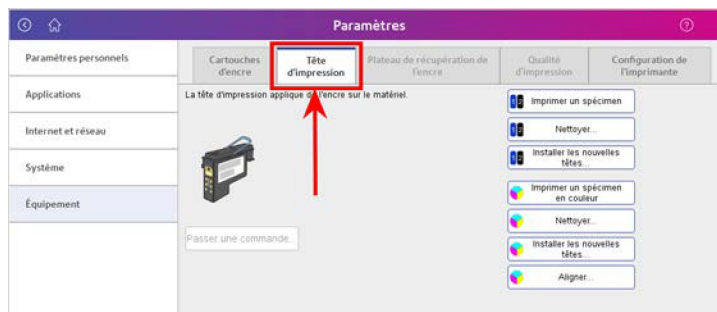 Paramètres
Paramètres personnels
Applications
Internet et réseau
Système
Équipement
Cartouches
d'encre
Tête
d'impression
Plateau de récupération de
l'encre
Qualité
d'impression
Configuration de
l'imprimante
La tête d'impression applique de l'encre sur le matériel.
Passer une commande...
Imprimer un spécimen
Nettoyer...
Installer les nouvelles
têtes...
Imprimer un spécimen
en couleur
Nettoyer...
Installer les nouvelles
têtes...
Aligner...